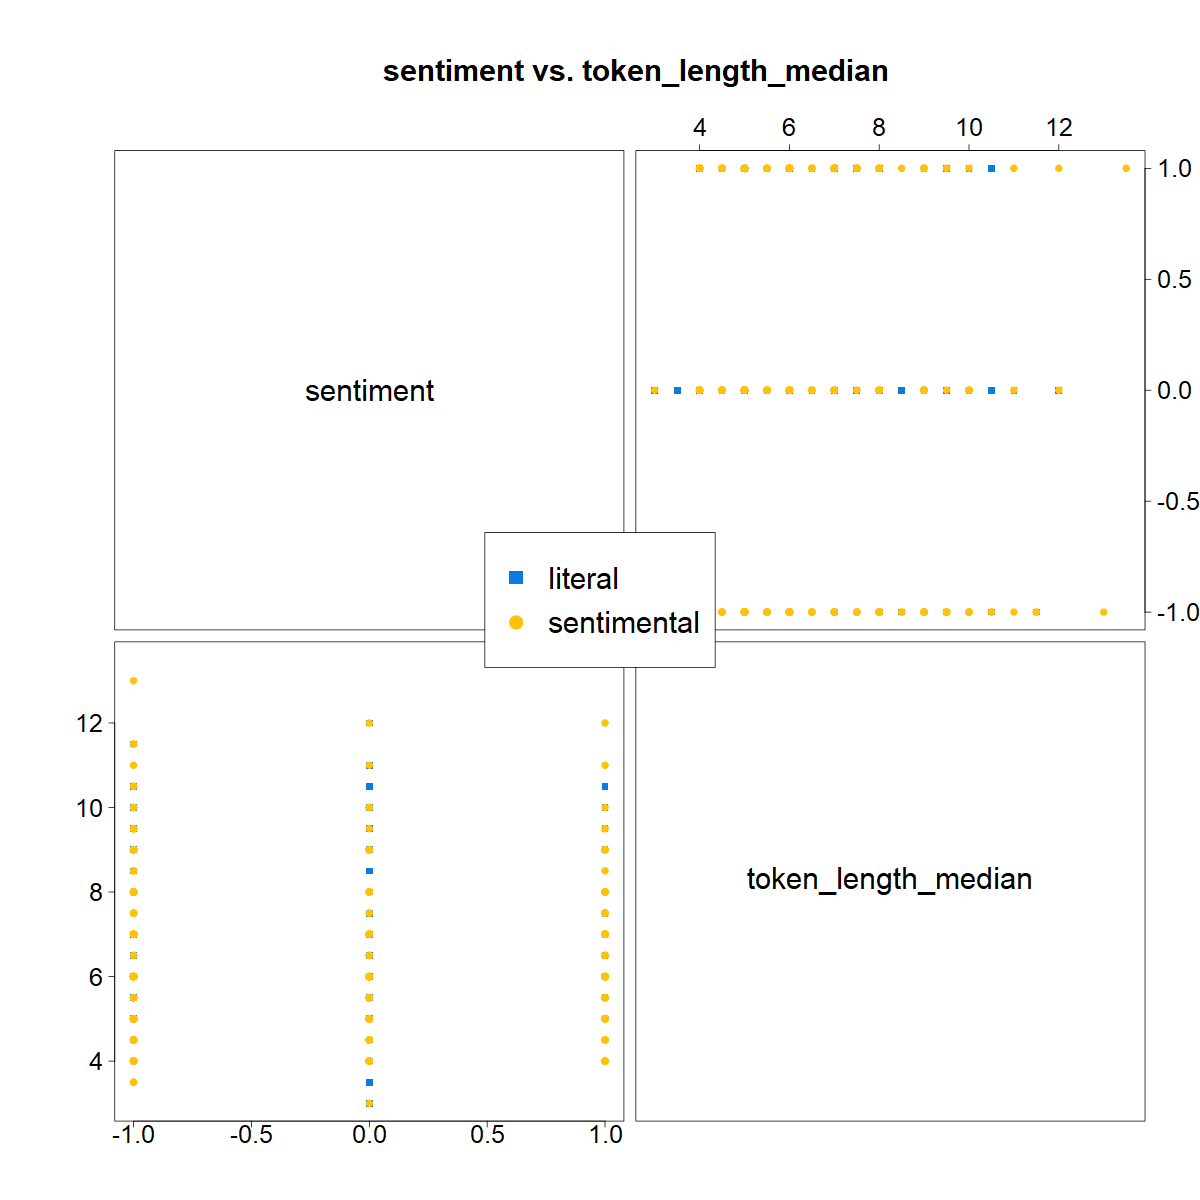 sentiment vs. token_length_median
4 6 8 10 12
1.0
0.5
0.0
-0.5
-1.0
sentiment
literal
sentimental
12
10
8
6
4
token_length_median
-1.0 -0.5 0.0 0.5 1.0